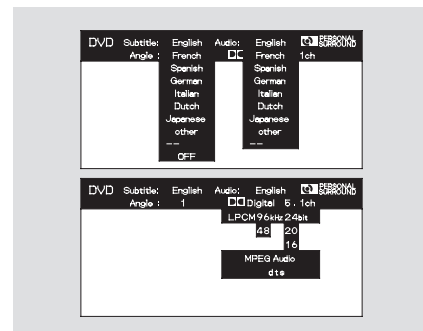 DVD Subtitle: English Audio: English PERSONAL SURROUND
Angle : French French 1ch
Spanish Spanish
German German
Italian Italian
Dutch Dutch
Japanese Japanese
other other
-- --
OFF
DVD Subtitle: English Audio: English PERSONAL SURROUND
Angle : 1 Digital 5 . 1ch
LPCM 96kHz 24bit
48 20
16
MPEG Audio
dts